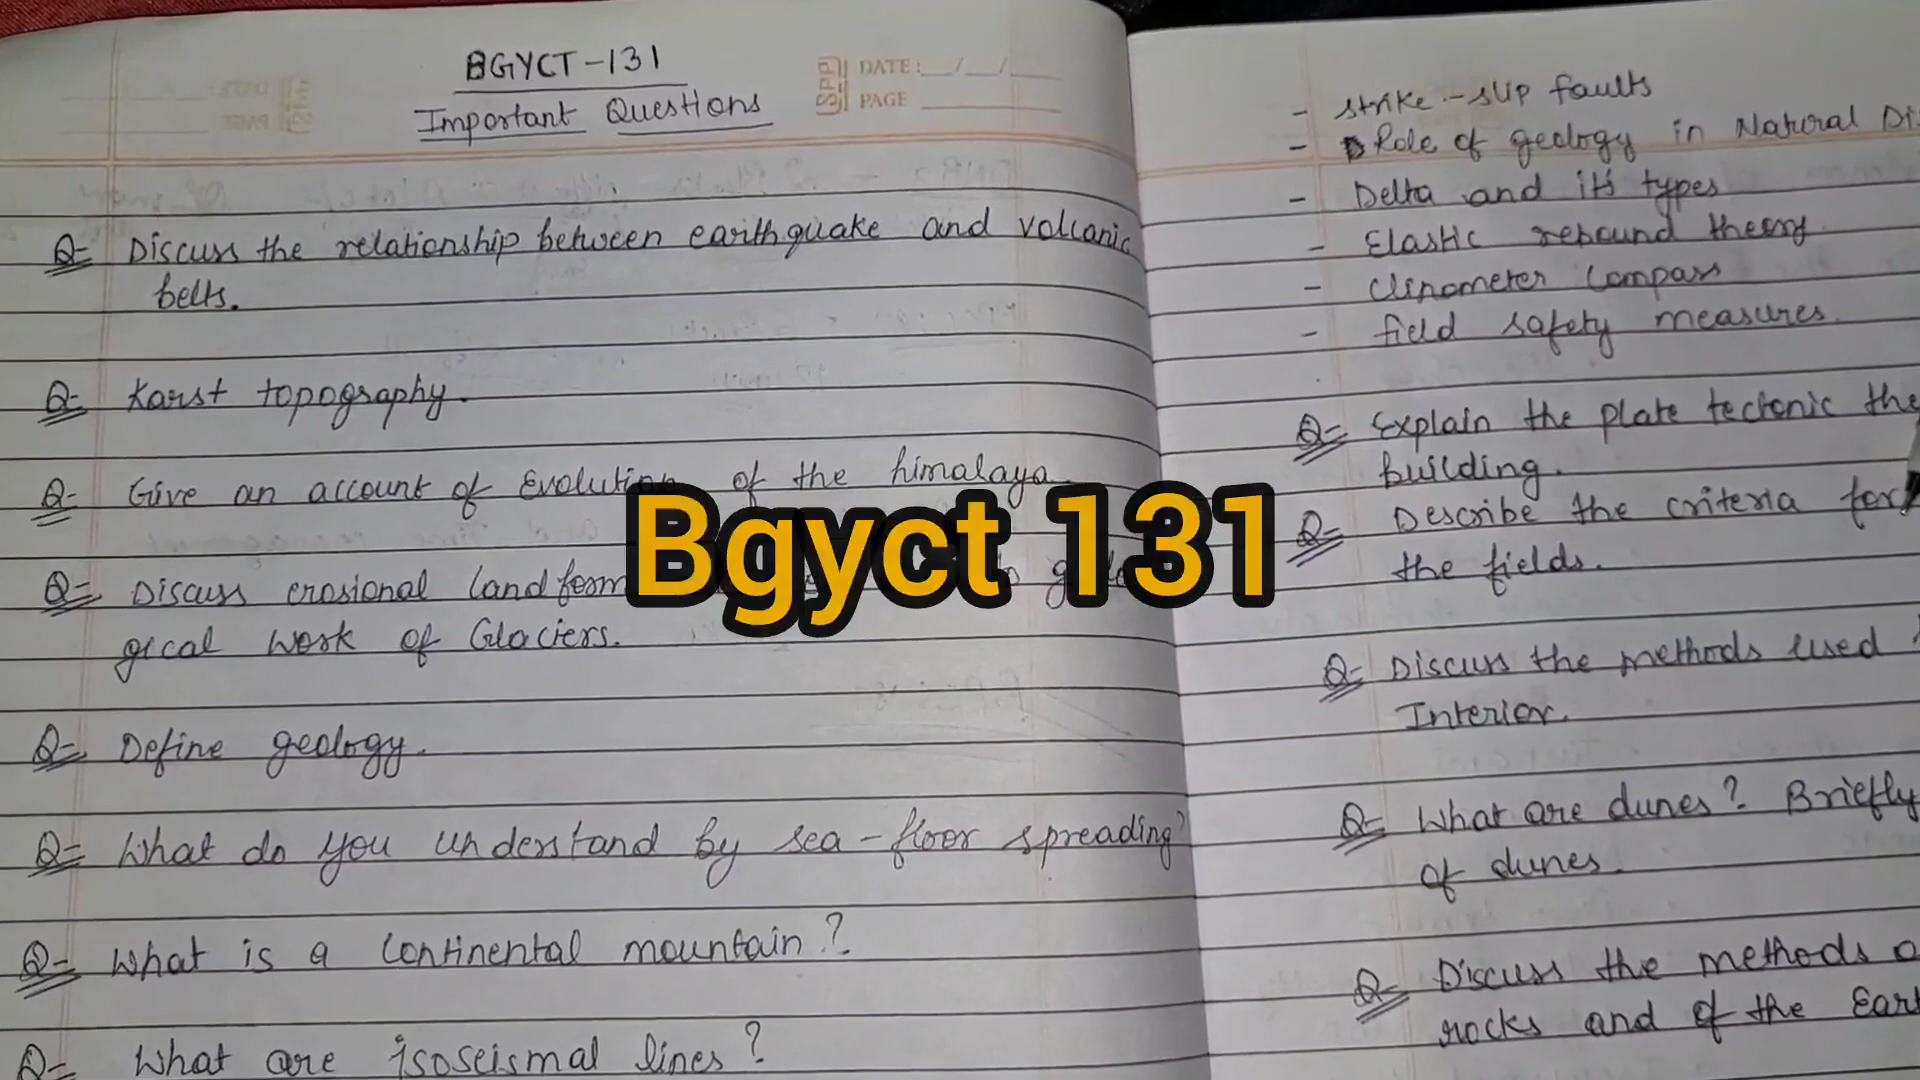 BGYCT-131
Important Questions
DATE: __/__/__
PAGE
Q= Discuss the relationship between earthquake and volcanic
belts.
Q= Karst topography.
Q= Give an account of Evolution of the himalaya
Q= Discuss erosional landform
gical work of Glaciers.
Q= Define geology.
Q= What do you understand by sea-floor spreading?
Q= What is a continental mountain?
Q= What are isoseismal lines?
- strike-slip faults
- Role of geology in Natural
- Delta and it's types
- Elastic rebound theory
- Clinometer compass
- field safety measures
Q= Explain the plate tectonic
building.
Q= Describe the criteria for
the fields.
Q= Discuss the methods used
Interior.
Q= What are dunes? Briefly
of dunes.
Q= Discuss the methods
rocks and of the
Bgyct 131